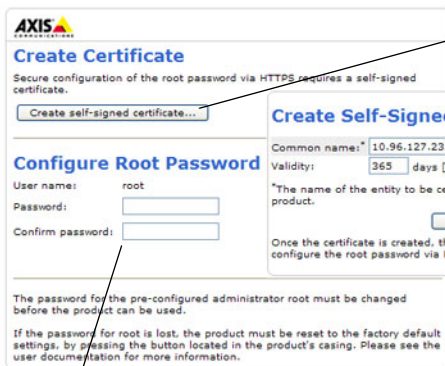 AXIS
COMMUNICATIONS
Create Certificate
Secure configuration of the root password via HTTPS requires a self-signed
certificate.
Create self-signed certificate...
Configure Root Password
User name: root
Password:
Confirm password:
Create Self-Signed
Common name:* 10.96.127.23
Validity: 365 days
*The name of the entity to be ce
product.
Once the certificate is created, th
configure the root password via
The password for the pre-configured administrator root must be changed
before the product can be used.
If the password for root is lost, the product must be reset to the factory default
settings, by pressing the button located in the product's casing. Please see the
user documentation for more information.